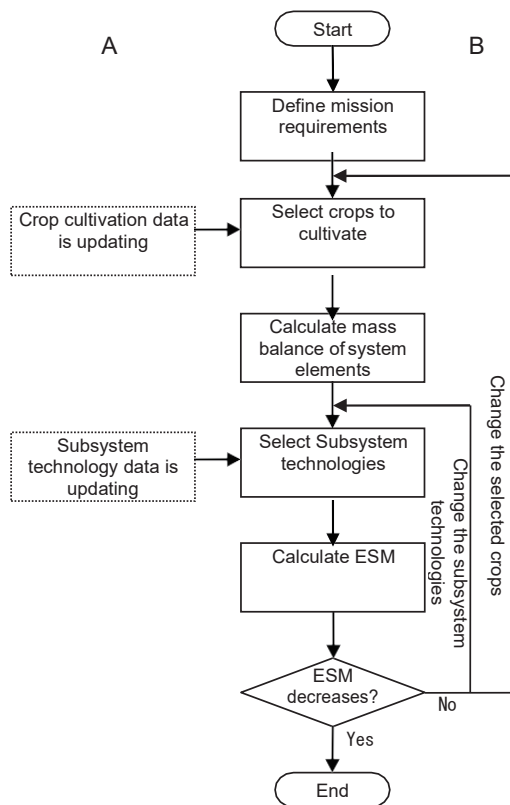 Start
A
B
Define mission
requirements
Crop cultivation data
is updating
Select crops to
cultivate
Calculate mass
balance of system
elements
Subsystem
technology data is
updating
Select Subsystem
technologies
Change the selected crops
Change the subsystem
technologies
Calculate ESM
ESM
decreases?
No
Yes
End